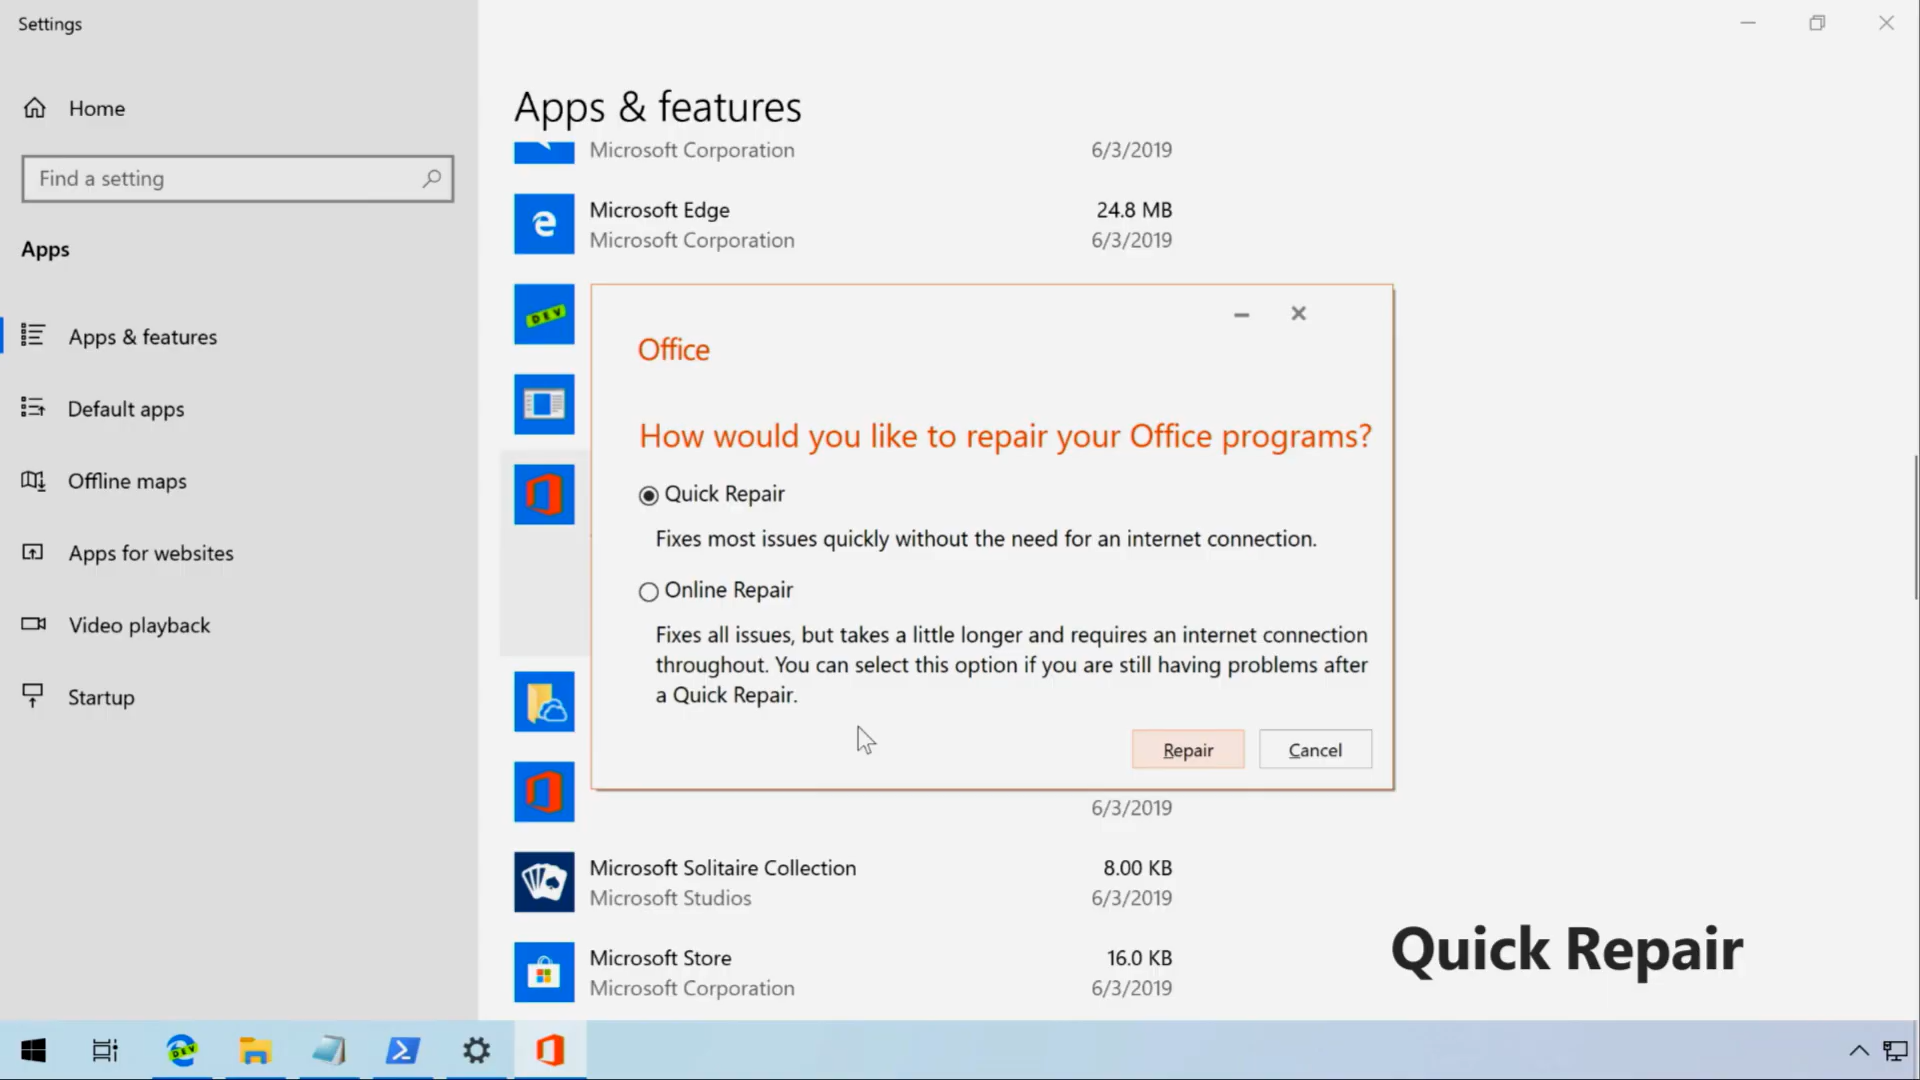 Settings
Home
Find a setting
Apps
Apps & features
Default apps
Offline maps
Apps for websites
Video playback
Startup
Apps & features
Microsoft Corporation 6/3/2019
Microsoft Edge 24.8 MB
Microsoft Corporation 6/3/2019
DEV
Office
How would you like to repair your Office programs?
Quick Repair
Fixes most issues quickly without the need for an internet connection.
Online Repair
Fixes all issues, but takes a little longer and requires an internet connection
throughout. You can select this option if you are still having problems after
a Quick Repair.
Repair Cancel
6/3/2019
Microsoft Solitaire Collection 8.00 KB
Microsoft Studios 6/3/2019
Microsoft Store 16.0 KB
Microsoft Corporation 6/3/2019
Quick Repair
DEV